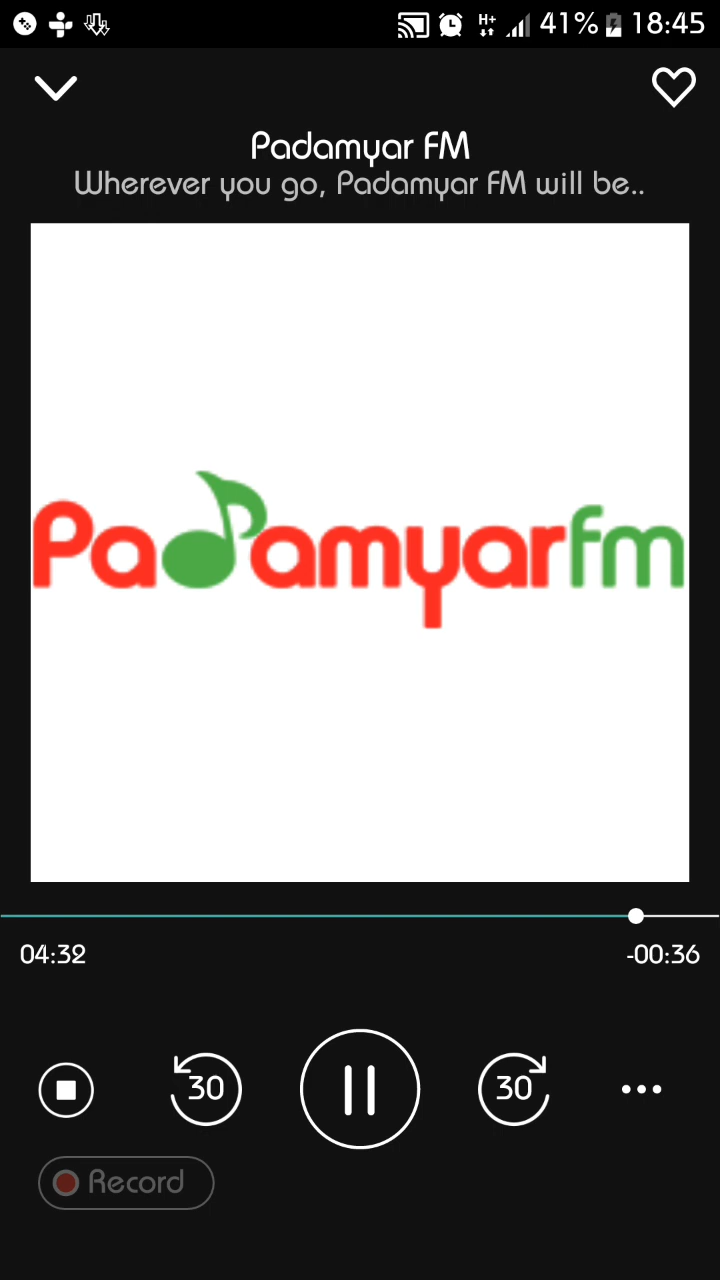 H+ 41% 18:45
Padamyar FM
Wherever you go, Padamyar FM will be..
Padamyarfm
04:32 -00:36
30 30
Record